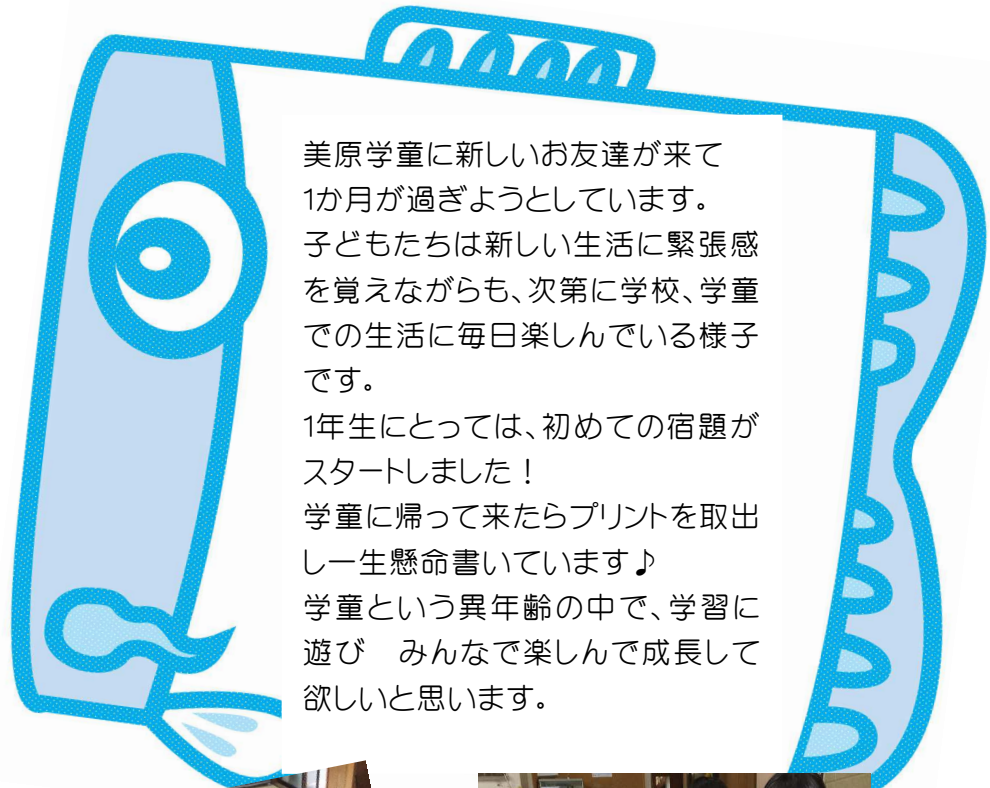 美原学童に新しいお友達が来て
1か月が過ぎようとしています。
子どもたちは新しい生活に緊張感
を覚えながらも、次第に学校、学童
での生活に毎日楽しんでいる様子
です。
1年生にとっては、初めての宿題が
スタートしました！
学童に帰って来たらプリントを取出
し一生懸命書いています♪
学童という異年齢の中で、学習に
遊び　みんなで楽しんで成長して
欲しいと思います。